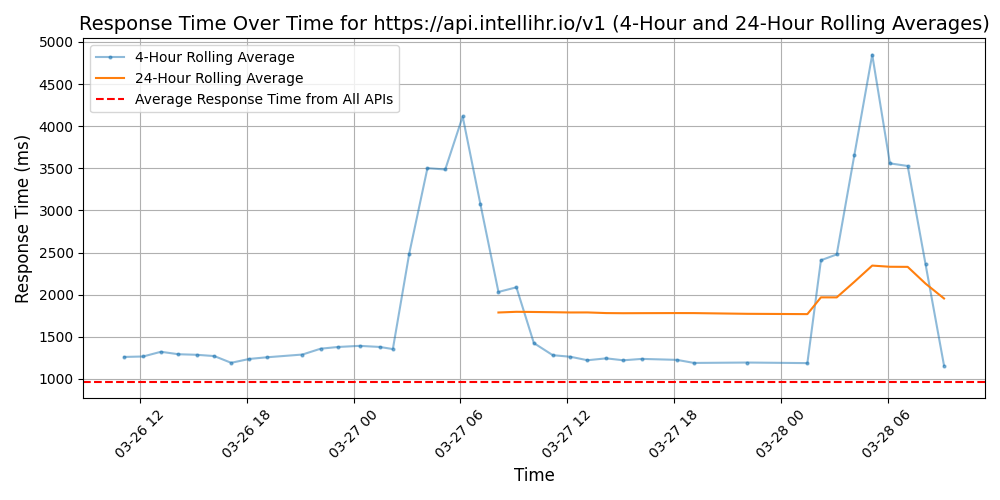 Response Time Over Time for https://api.intellihr.io/v1 (4-Hour and 24-Hour Rolling Averages)
4-Hour Rolling Average
24-Hour Rolling Average
Average Response Time from All APIs
Response Time (ms)
5000
4500
4000
3500
3000
2500
2000
1500
1000
03-26 12
03-26 18
03-27 00
03-27 06
03-27 12
03-27 18
03-28 00
03-28 06
Time